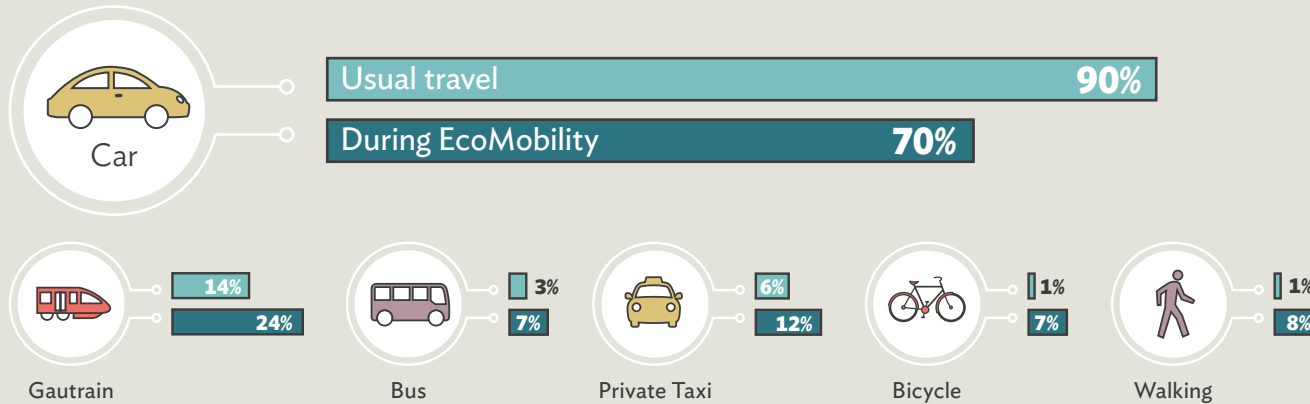 Usual travel 90%
Car
During EcoMobility 70%
14%
24%
Gautrain
3%
7%
Bus
6%
12%
Private Taxi
1%
7%
Bicycle
1%
8%
Walking